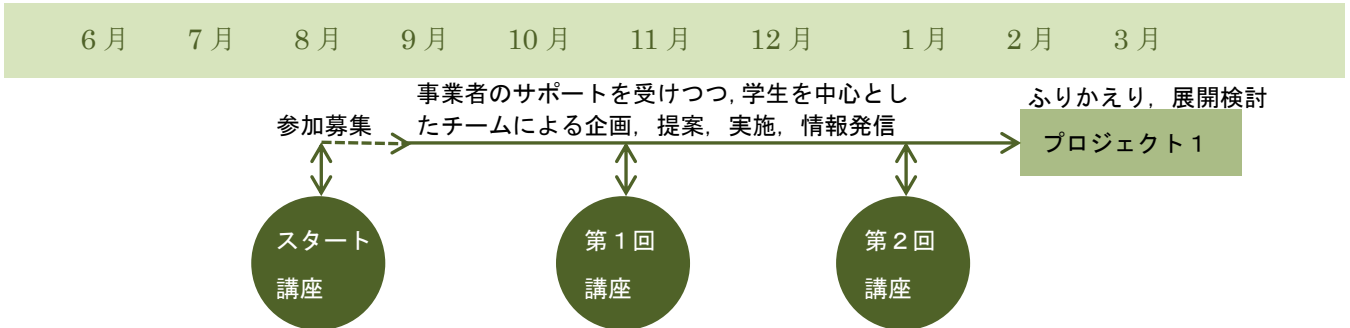 6月 7月 8月 9月 10月 11月 12月 1月 2月 3月
事業者のサポートを受けつつ,学生を中心とし
たチームによる企画，提案，実施，情報発信
参加募集
ふりかえり，展開検討
プロジェクト１
スタート
講座
第１回
講座
第２回
講座